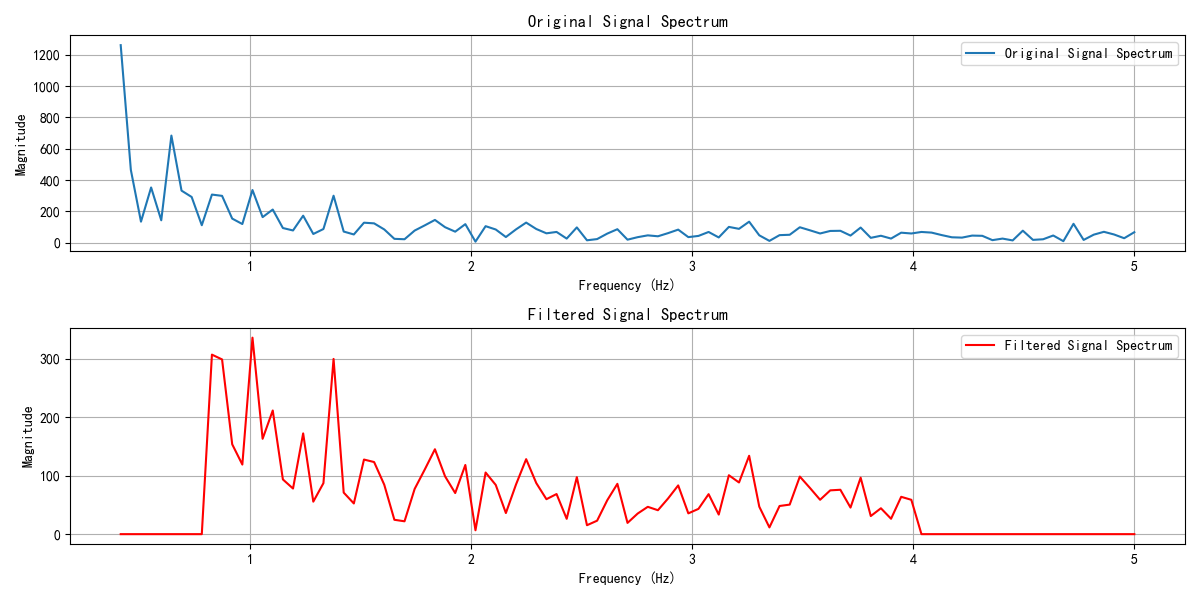 Original Signal Spectrum
Original Signal Spectrum
Magnitude
1200
1000
800
600
400
200
0
1 2 3 4 5
Frequency (Hz)
Filtered Signal Spectrum
Filtered Signal Spectrum
Magnitude
300
200
100
0
1 2 3 4 5
Frequency (Hz)